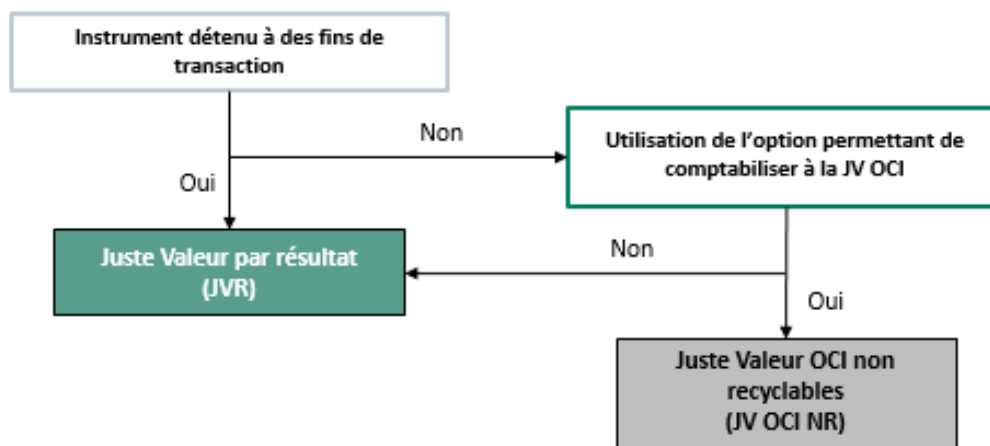 Instrument détenu à des fins de
transaction
Non
Utilisation de l'option permettant de
comptabiliser à la JV OCI
Oui
Juste Valeur par résultat
(JVR)
Non
Oui
Juste Valeur OCI non
recyclables
(JV OCI NR)